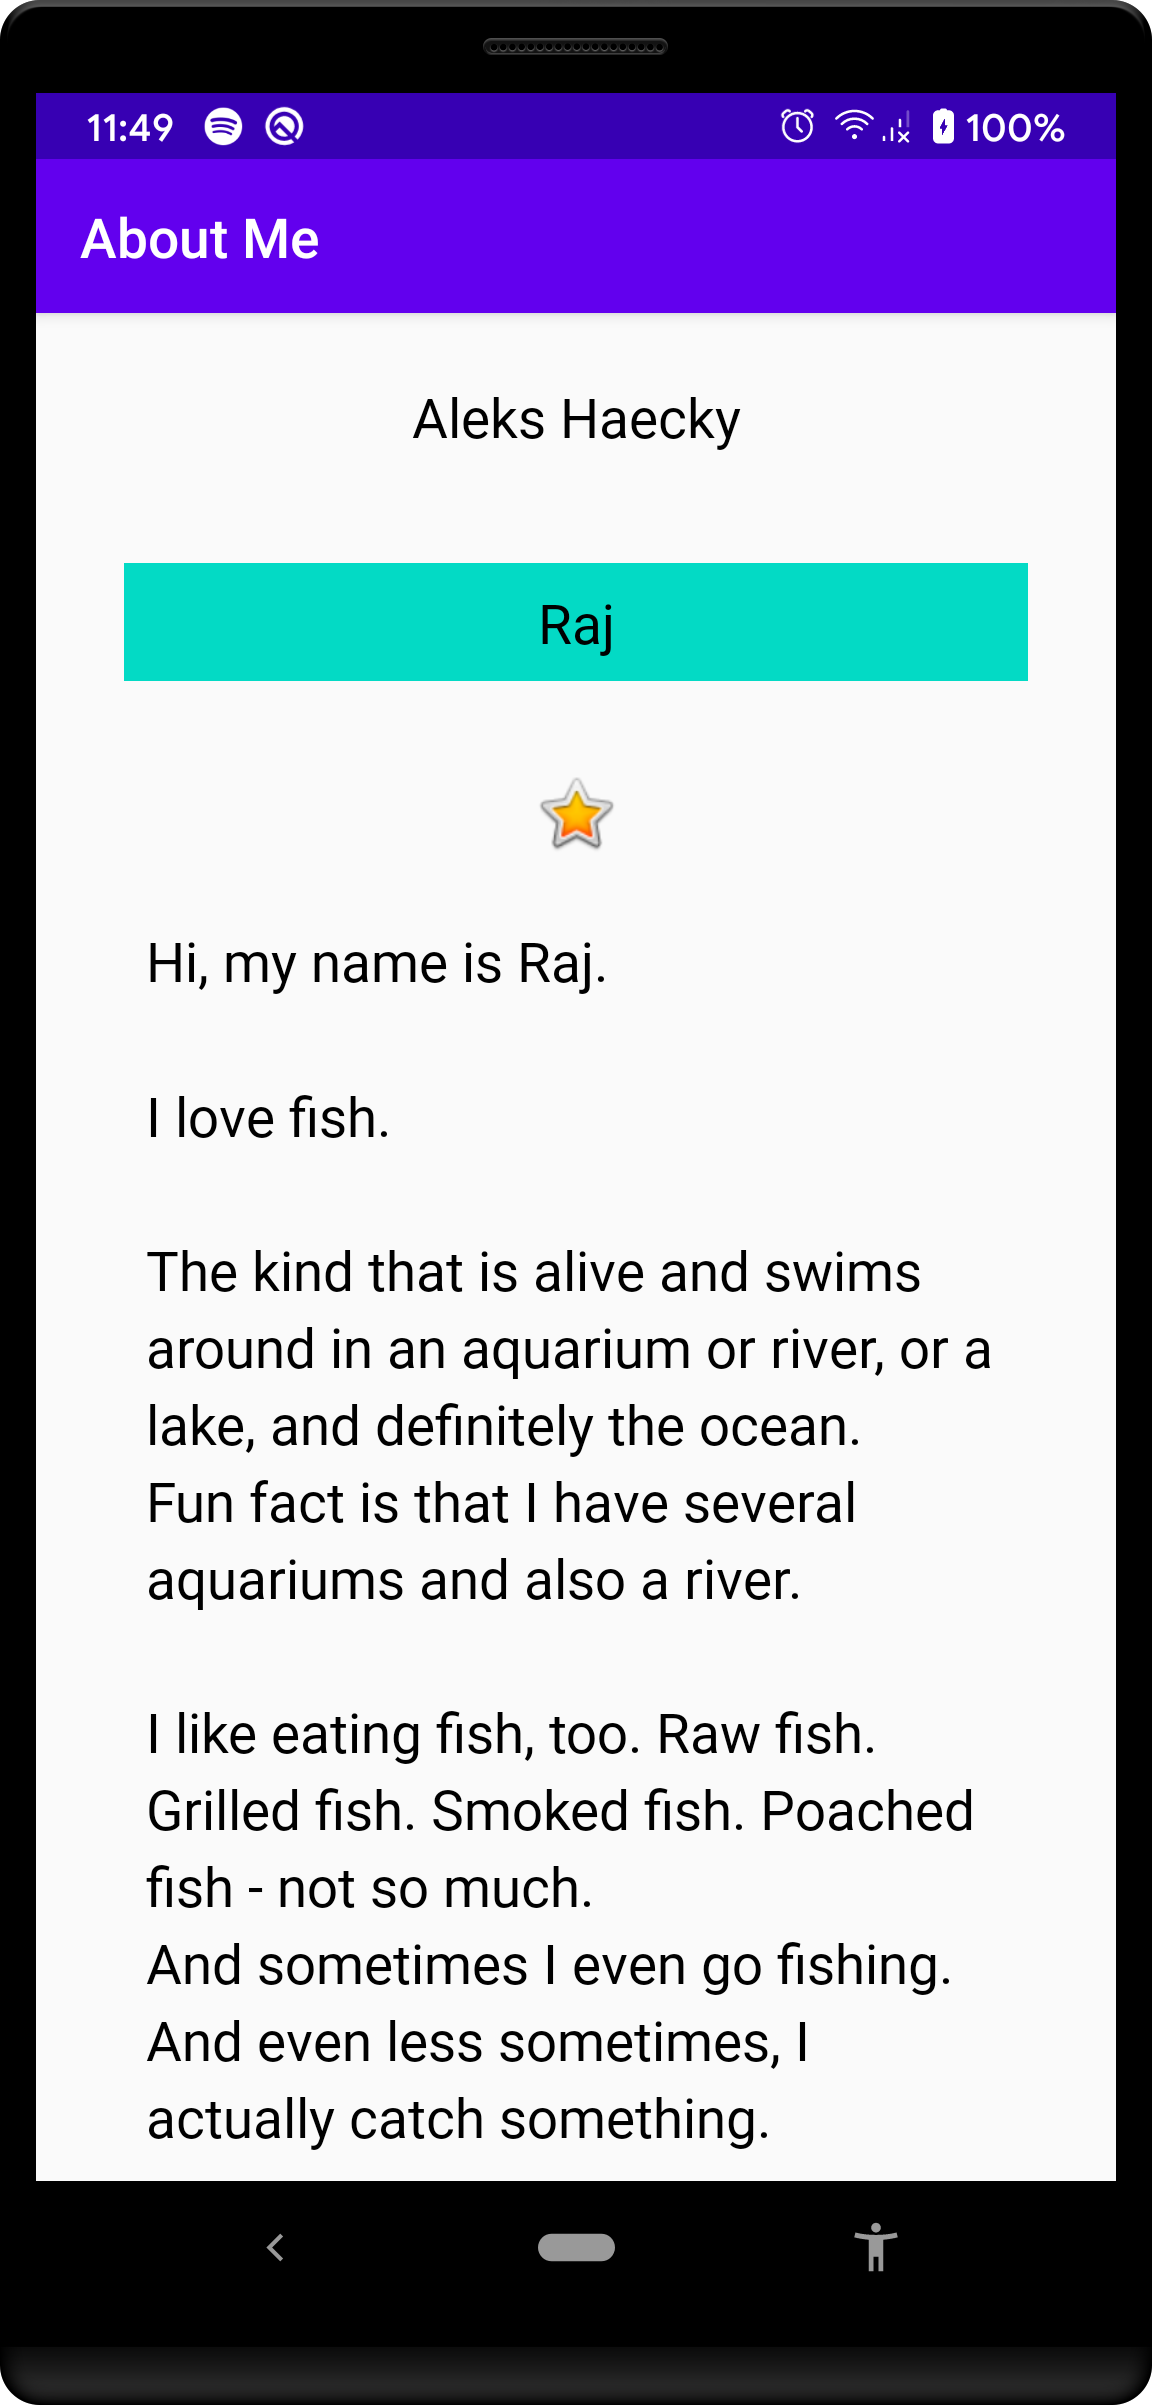 11:49
100%
About Me
Aleks Haecky
Raj
Hi, my name is Raj.
I love fish.
The kind that is alive and swims
around in an aquarium or river, or a
lake, and definitely the ocean.
Fun fact is that I have several
aquariums and also a river.
I like eating fish, too. Raw fish.
Grilled fish. Smoked fish. Poached
fish - not so much.
And sometimes I even go fishing.
And even less sometimes, I
actually catch something.